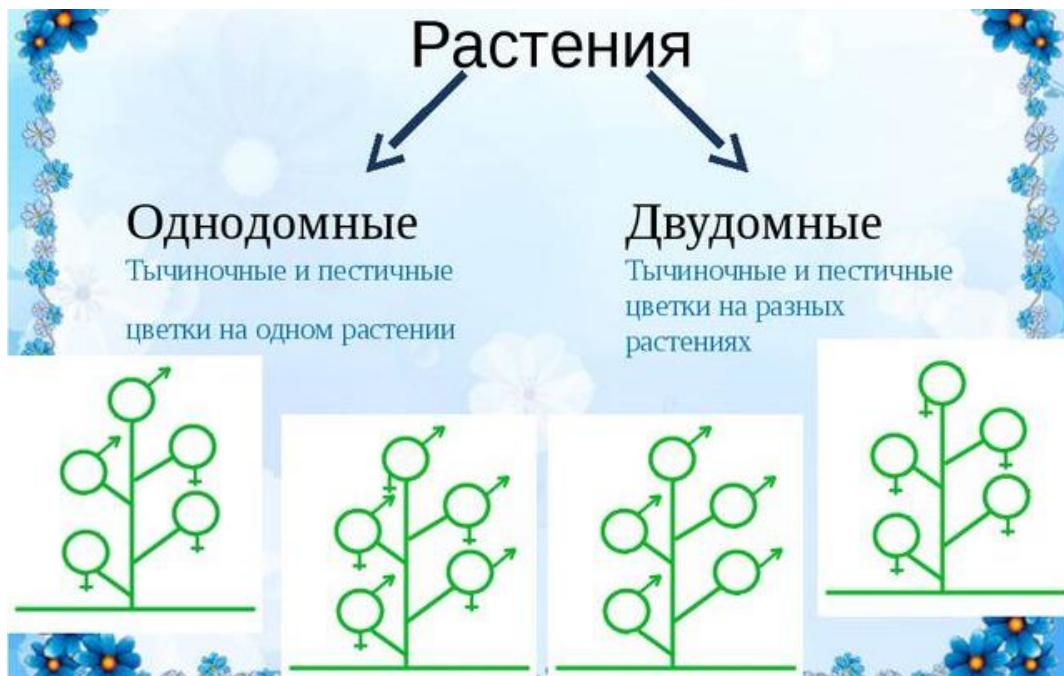 Растения
Однодомные
Тычиночные и пестичные
цветки на одном растении
Двудомные
Тычиночные и пестичные
цветки на разных
растениях